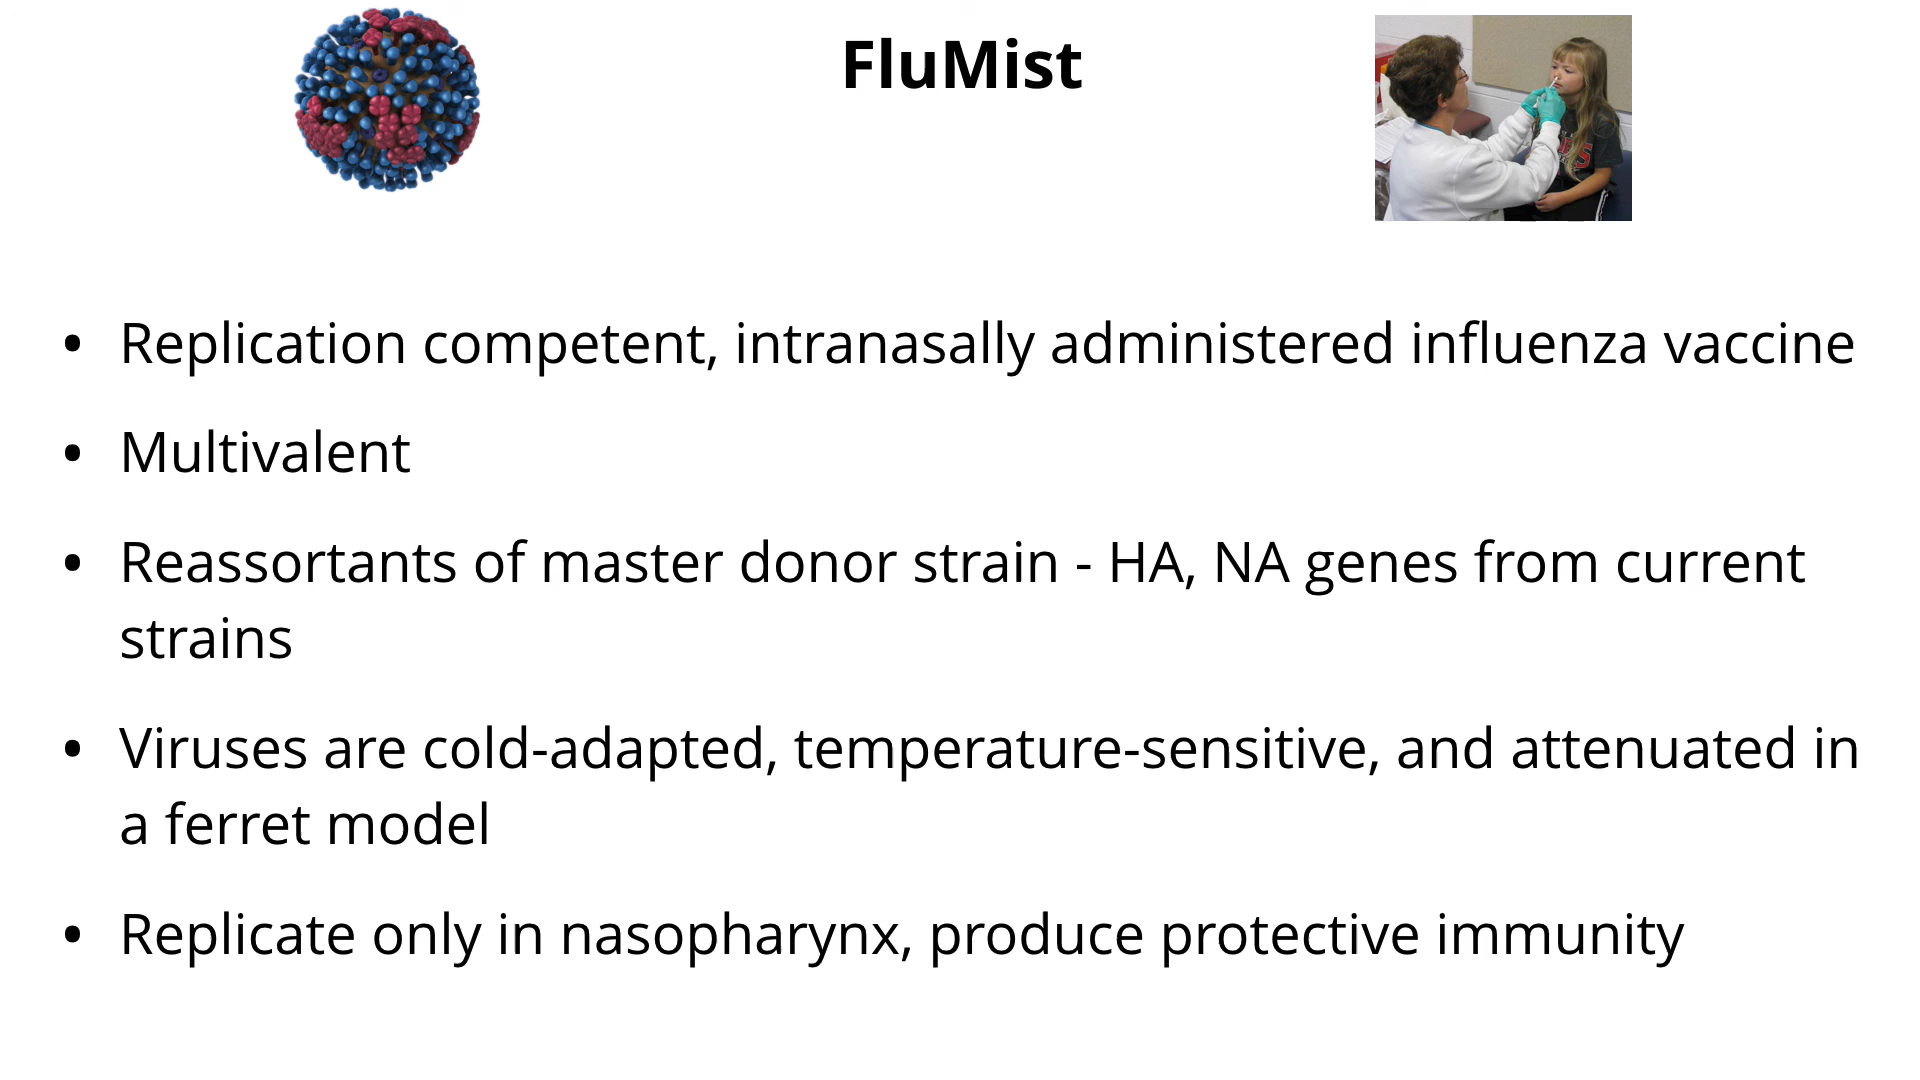 FluMist
• Replication competent, intranasally administered influenza vaccine
• Multivalent
• Reassortants of master donor strain - HA, NA genes from current
strains
• Viruses are cold-adapted, temperature-sensitive, and attenuated in
a ferret model
• Replicate only in nasopharynx, produce protective immunity